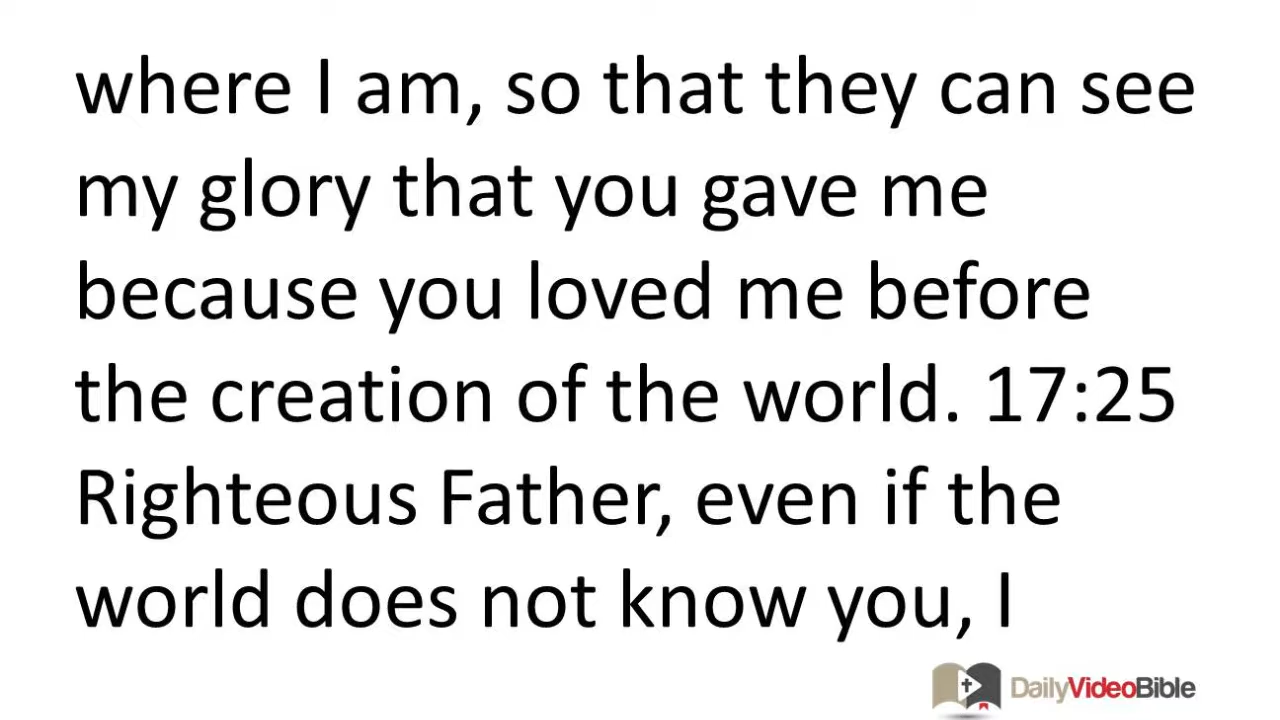 where I am, so that they can see
my glory that you gave me
because you loved me before
the creation of the world. 17:25
Righteous Father, even if the
world does not know you, I
DailyVideoBible